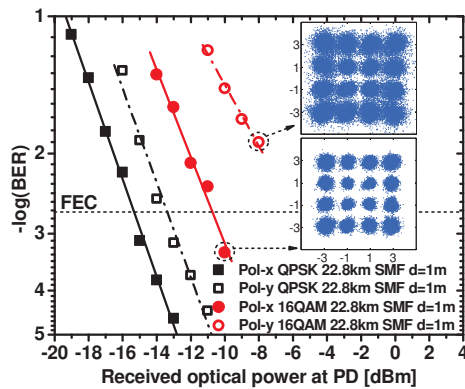 1
2
3
4
5
-log(BER)
FEC
3
1
-1
-3
3
1
-1
-3
-3 -1 1 3
Pol-x QPSK 22.8km SMF d=1m
Pol-y QPSK 22.8km SMF d=1m
Pol-x 16QAM 22.8km SMF d=1m
Pol-y 16QAM 22.8km SMF d=1m
-20 -18 -16 -14 -12 -10 -8 -6 -4 -2 0 2 4
Received optical power at PD [dBm]